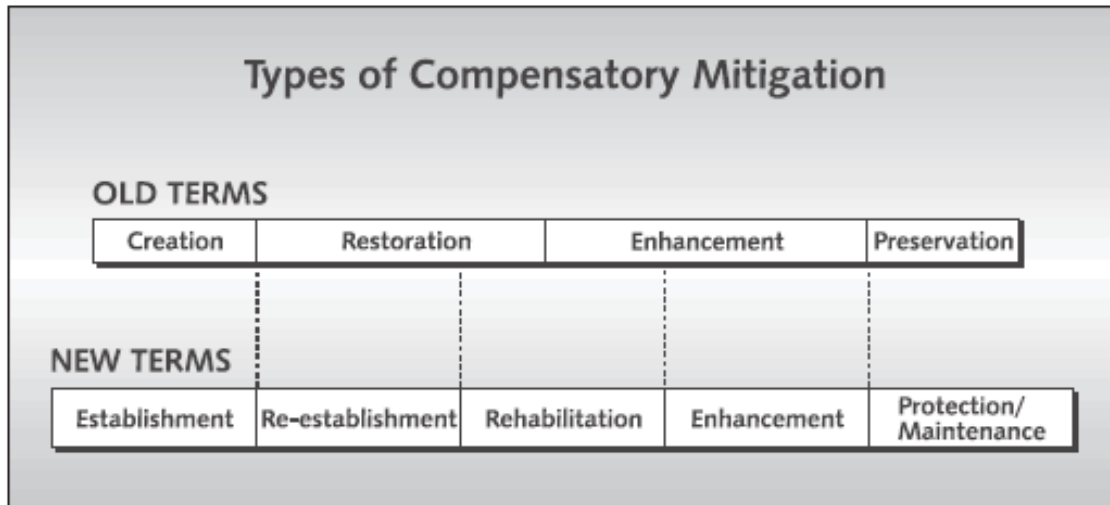 Types of Compensatory Mitigation
OLD TERMS
Creation Restoration Enhancement Preservation
NEW TERMS
Establishment Re-establishment Rehabilitation Enhancement Protection/
Maintenance